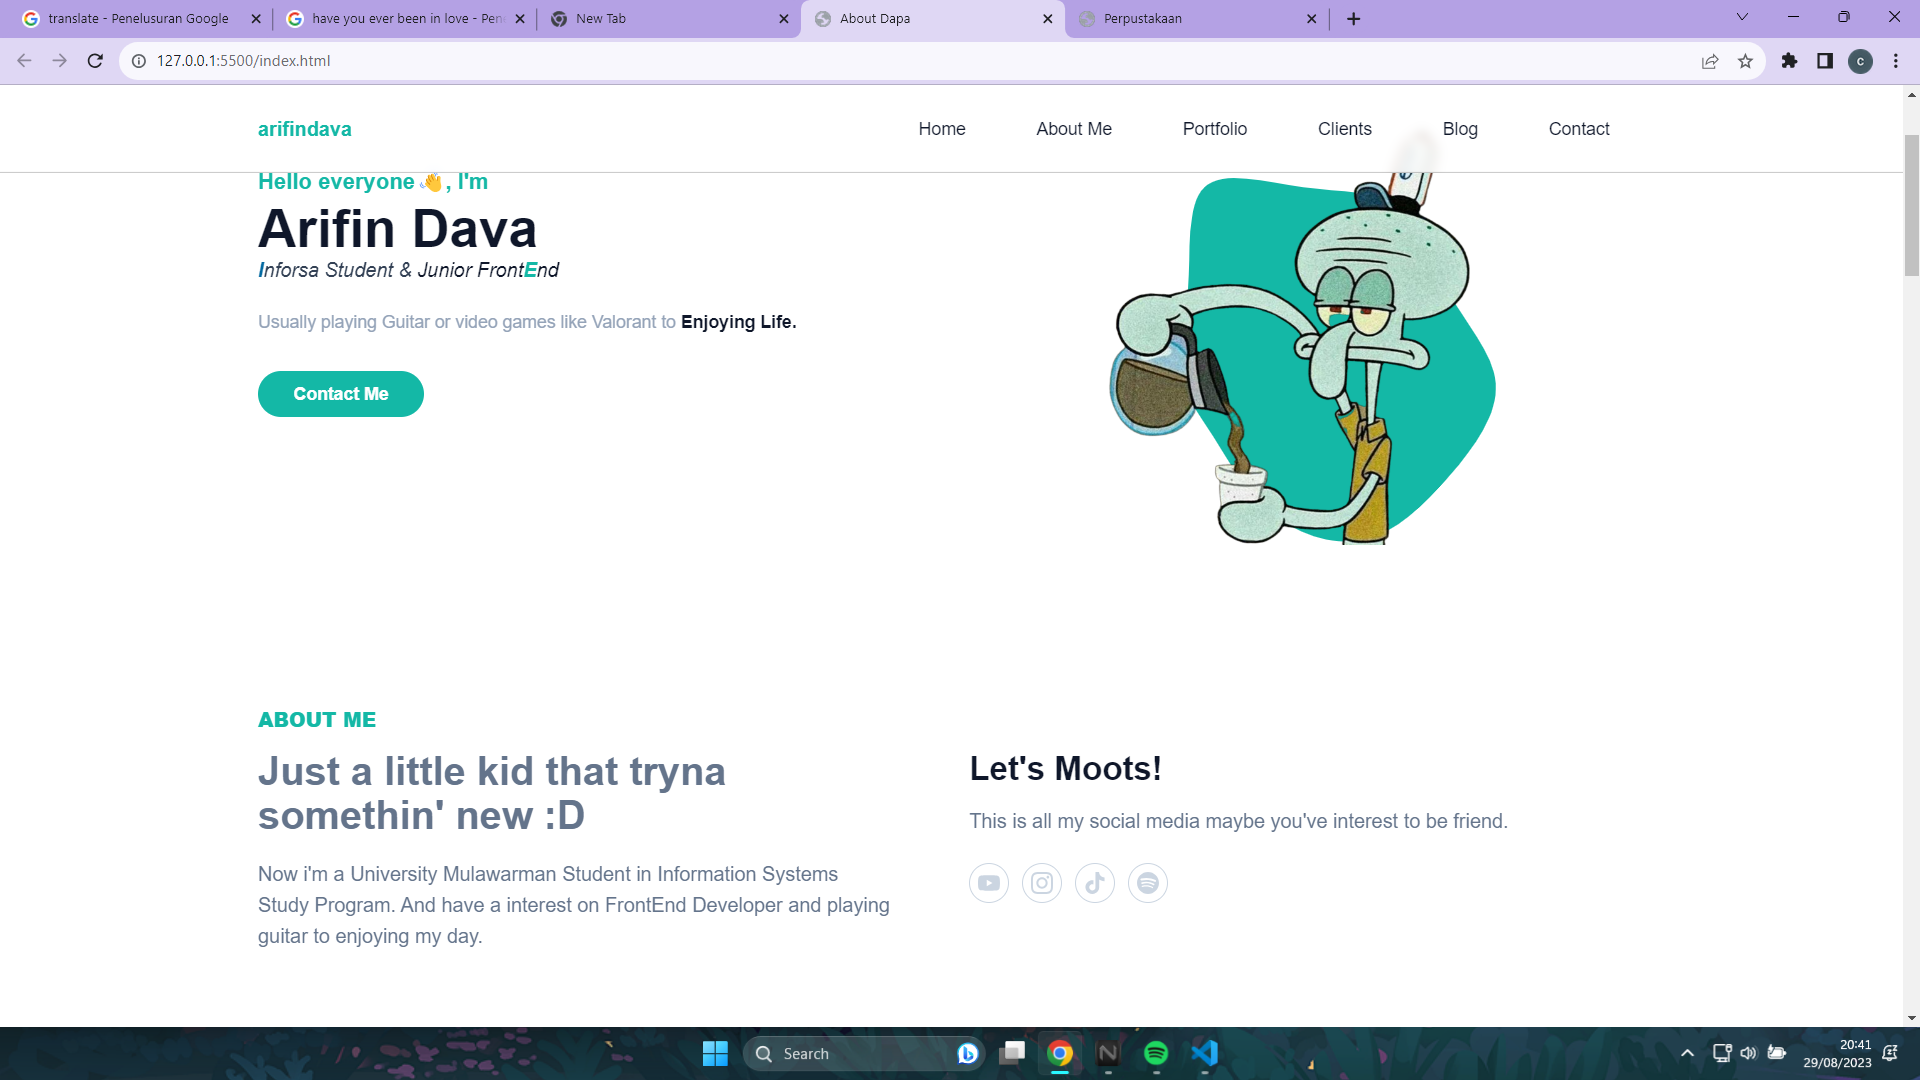 translate - Penelusuran Google
have you ever been in love - Pen
New Tab
About Dapa
Perpustakaan
127.0.0.1:5500/index.html
c
arifindava
Home
About Me
Portfolio
Clients
Blog
Contact
Hello everyone 👋, I'm
Arifin Dava
Inforsa Student & Junior FrontEnd
Usually playing Guitar or video games like Valorant to Enjoying Life.
Contact Me
ABOUT ME
Just a little kid that tryna
somethin' new :D
Now i'm a University Mulawarman Student in Information Systems
Study Program. And have a interest on FrontEnd Developer and playing
guitar to enjoying my day.
Let's Moots!
This is all my social media maybe you've interest to be friend.
Search
20:41
29/08/2023